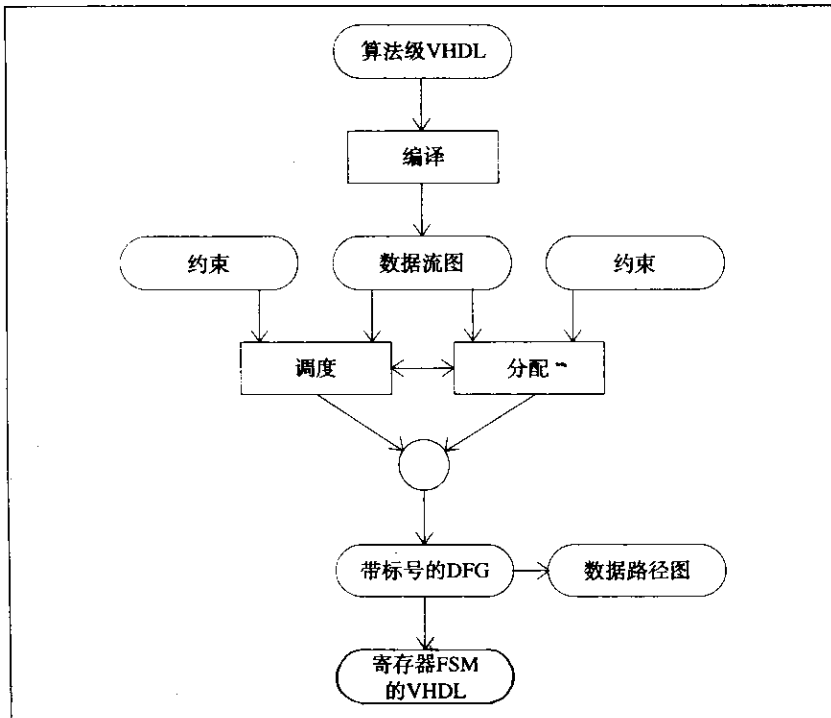 算法级VHDL
编译
约束
数据流图
约束
调度
分配
带标号的DFG
数据路径图
寄存器FSM
的VHDL